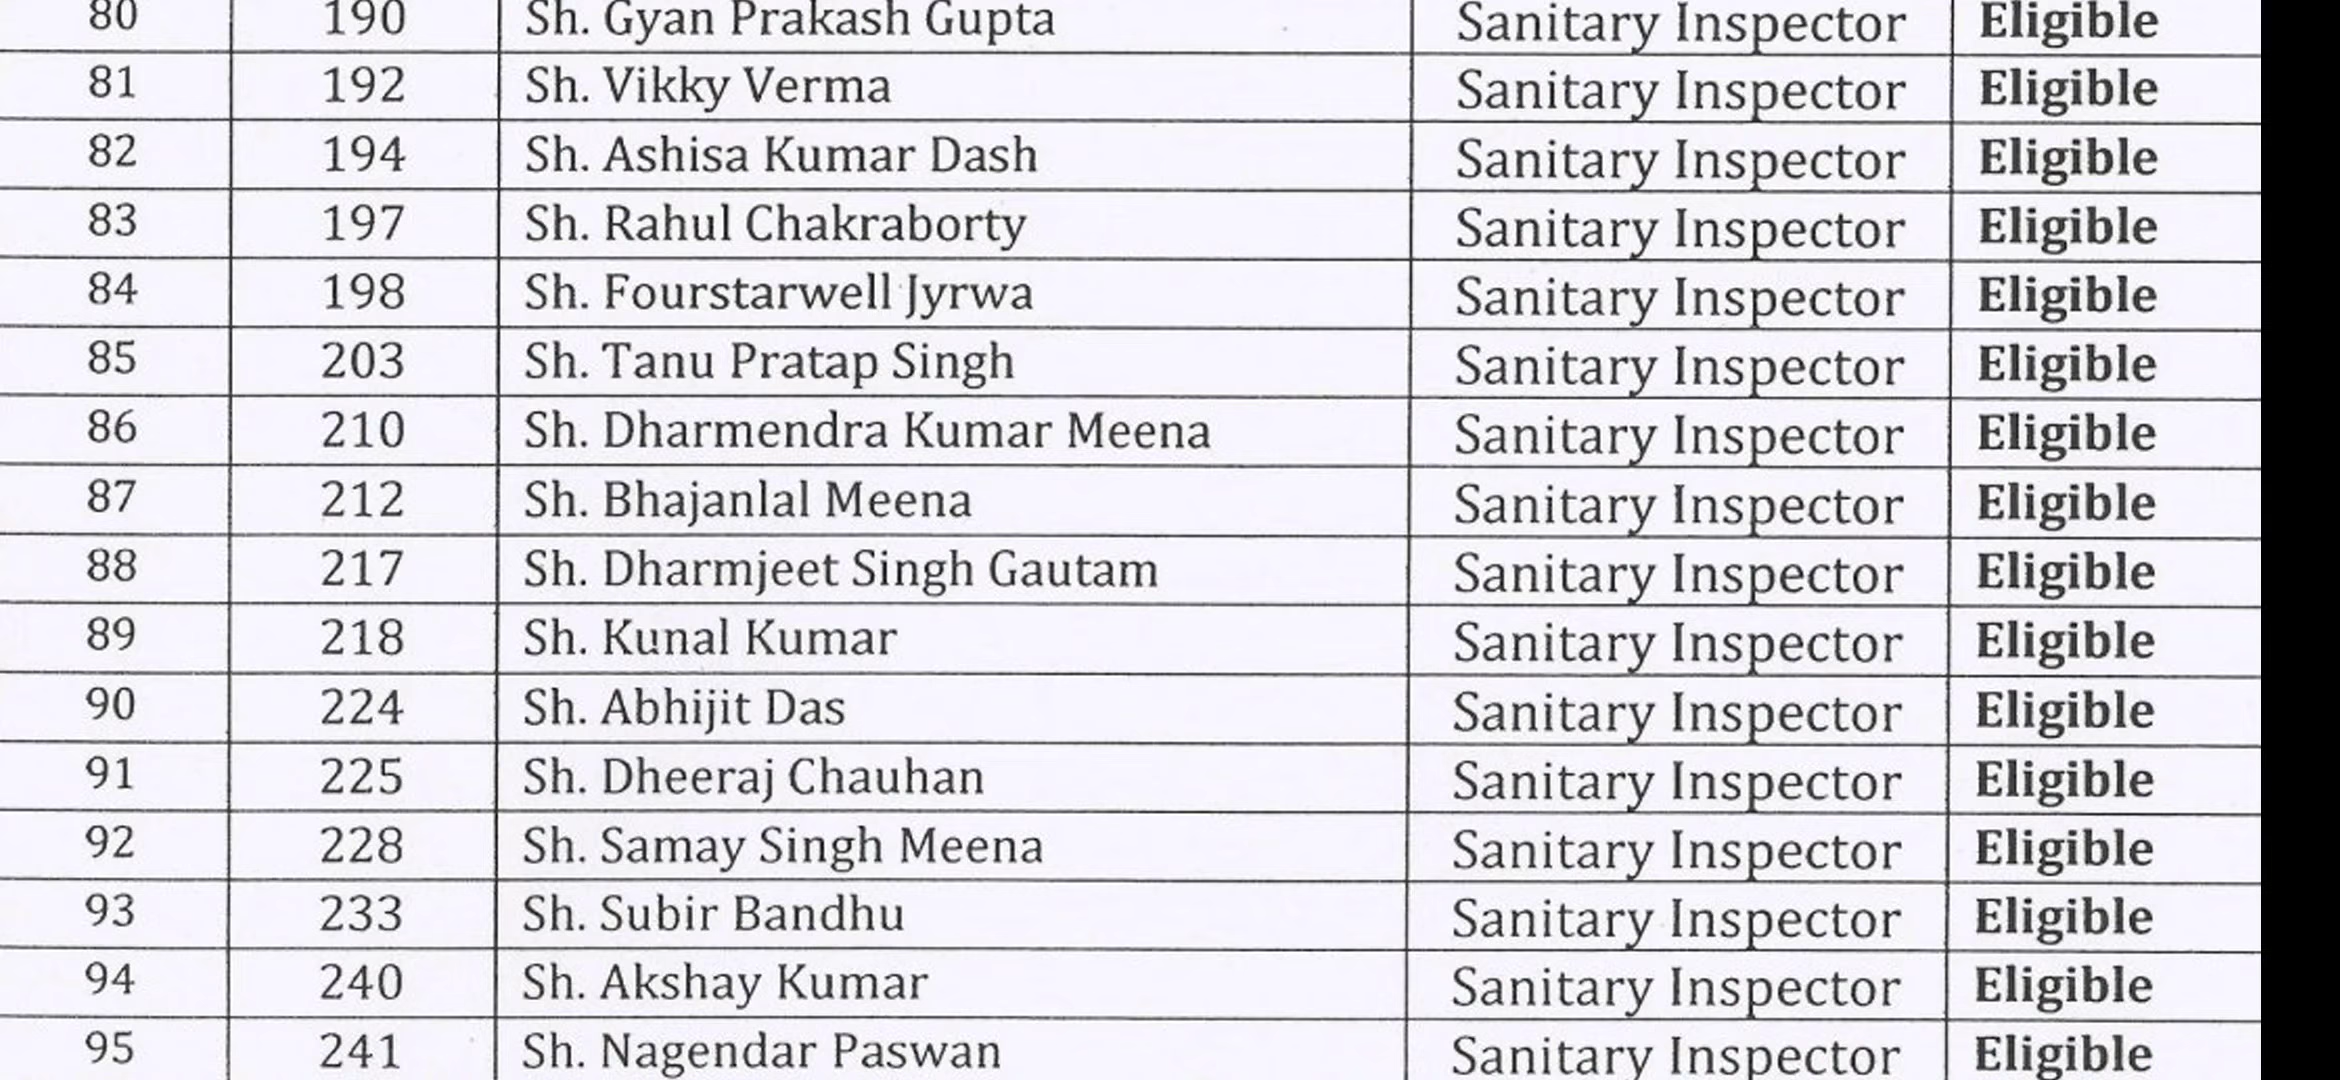 80 190 Sh. Gyan Prakash Gupta Sanitary Inspector Eligible
81 192 Sh. Vikky Verma Sanitary Inspector Eligible
82 194 Sh. Ashisa Kumar Dash Sanitary Inspector Eligible
83 197 Sh. Rahul Chakraborty Sanitary Inspector Eligible
84 198 Sh. Fourstarwell Jyrwa Sanitary Inspector Eligible
85 203 Sh. Tanu Pratap Singh Sanitary Inspector Eligible
86 210 Sh. Dharmendra Kumar Meena Sanitary Inspector Eligible
87 212 Sh. Bhajanlal Meena Sanitary Inspector Eligible
88 217 Sh. Dharmjeet Singh Gautam Sanitary Inspector Eligible
89 218 Sh. Kunal Kumar Sanitary Inspector Eligible
90 224 Sh. Abhijit Das Sanitary Inspector Eligible
91 225 Sh. Dheeraj Chauhan Sanitary Inspector Eligible
92 228 Sh. Samay Singh Meena Sanitary Inspector Eligible
93 233 Sh. Subir Bandhu Sanitary Inspector Eligible
94 240 Sh. Akshay Kumar Sanitary Inspector Eligible
95 241 Sh. Nagendar Paswan Sanitary Inspector Eligible